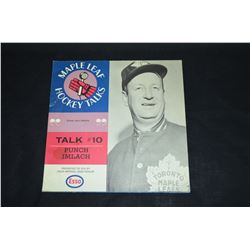 MAPLE LEAF
HOCKEY TALKS
TALK #10
PUNCH
IMLACH
ESSO
TORONTO
MAPLE
LEAFS